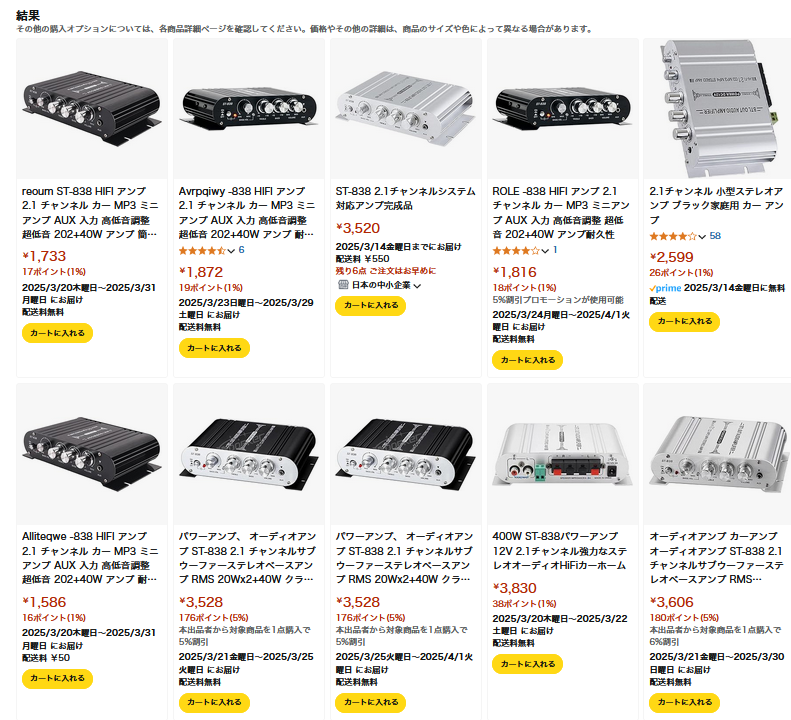 結果
その他の購入オプションについては、各商品詳細ページを確認してください。価格やその他の詳細は、商品のサイズや色によって異なる場合があります。
reoum ST-838 HIFI アンプ
2.1 チャンネル カー MP3 ミニ
アンプ AUX 入力 高低音調整
超低音 202+40W アンプ 簡…
¥1,733
17ポイント(1%)
2025/3/20木曜日～2025/3/31
月曜日 にお届け
配送料無料
カートに入れる
Avrpqiwy -838 HIFI アンプ
2.1 チャンネル カー MP3 ミニ
アンプ AUX 入力 高低音調整
超低音 202+40W アンプ 耐…
6
¥1,872
19ポイント(1%)
2025/3/23日曜日～2025/3/29
土曜日 にお届け
配送料無料
カートに入れる
ST-838 2.1チャンネルシステム
対応アンプ完成品
¥3,520
2025/3/14金曜日までにお届け
配送料 ¥550
残り6点 ご注文はお早めに
日本の中小企業
カートに入れる
ROLE -838 HIFI アンプ 2.1
チャンネル カー MP3 ミニアン
プ AUX 入力 高低音調整 超低
音 202+40W アンプ耐久性
1
¥1,816
18ポイント(1%)
5%割引プロモーションが使用可能
2025/3/24月曜日～2025/4/1火
曜日 にお届け
配送料無料
カートに入れる
2.1チャンネル 小型ステレオア
ンプ ブラック家庭用 カー アン
プ
58
¥2,599
26ポイント(1%)
prime 2025/3/14金曜日に無料
配送
カートに入れる
Alliteqwe -838 HIFI アンプ
2.1 チャンネル カー MP3 ミニ
アンプ AUX 入力 高低音調整
超低音 202+40W アンプ 耐…
¥1,586
16ポイント(1%)
2025/3/20木曜日～2025/3/31
月曜日 にお届け
配送料 ¥50
カートに入れる
ST-838
パワーアンプ、 オーディオアン
プ ST-838 2.1 チャンネルサブ
ウーファーステレオベースアン
プ RMS 20Wx2+40W クラ…
¥3,528
176ポイント(5%)
本出品者から対象商品を1点購入で
5%割引
2025/3/21金曜日～2025/3/25
火曜日 にお届け
配送料無料
カートに入れる
ST-838
パワーアンプ、 オーディオアン
プ ST-838 2.1 チャンネルサブ
ウーファーステレオベースアン
プ RMS 20Wx2+40W クラ…
¥3,528
176ポイント(5%)
本出品者から対象商品を1点購入で
5%割引
2025/3/25火曜日～2025/4/1火
曜日 にお届け
配送料無料
カートに入れる
400W ST-838パワーアンプ
12V 2.1チャンネル強力なステ
レオオーディオHiFiカーホーム
¥3,830
38ポイント(1%)
2025/3/20木曜日～2025/3/22
土曜日 にお届け
配送料無料
カートに入れる
オーディオアンプ カーアンプ
オーディオアンプ ST-838 2.1
チャンネルサブウーファーステ
レオベースアンプ RMS…
¥3,606
180ポイント(5%)
本出品者から対象商品を1点購入で
6%割引
2025/3/21金曜日～2025/3/30
日曜日 にお届け
配送料無料
カートに入れる